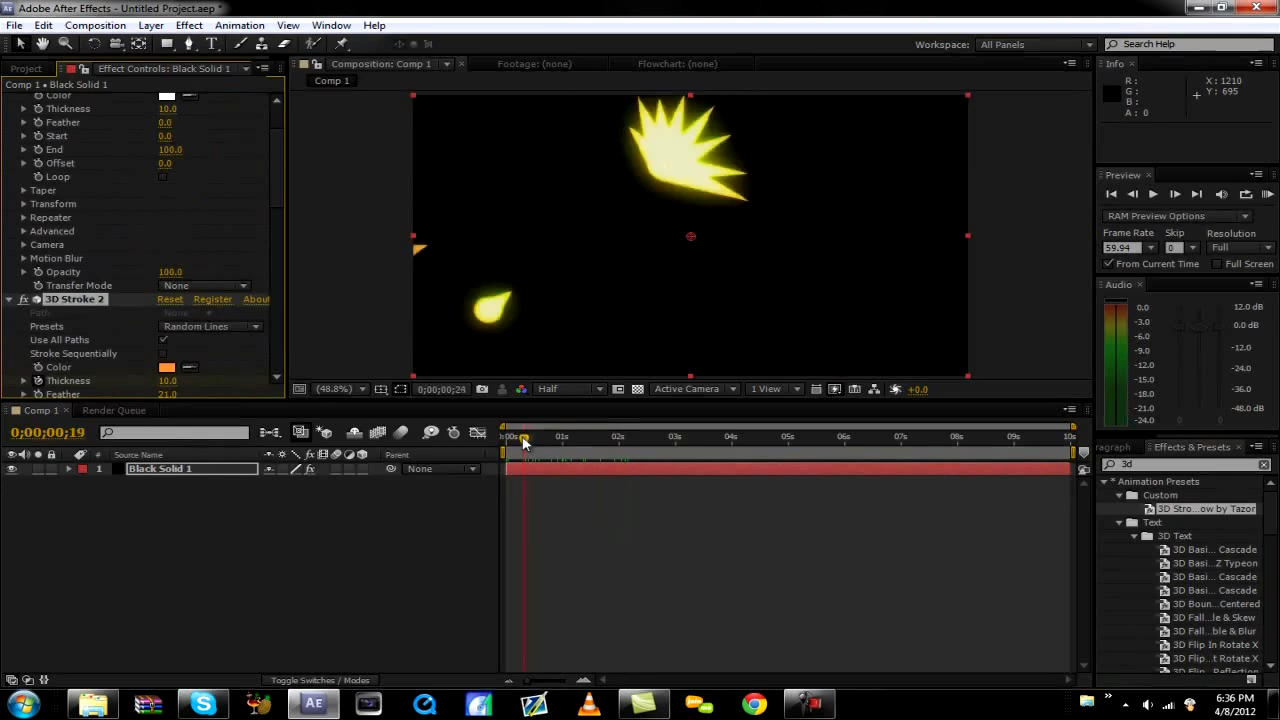 Adobe After Effects - Untitled Project.aep *
File Edit Composition Layer Effect Animation View Window Help
Workspace: All Panels Search Help
Project Effect Controls: Black Solid 1 Composition: Comp 1 Footage: (none) Flowchart: (none) Info
Comp 1 • Black Solid 1 Comp 1
R: X: 1210
G: Y: 695
B:
A: 0
Color
Thickness 10.0
Feather 0.0
Start 0.0
End 100.0
Offset 0.0
Loop
Taper
Transform
Repeater
Advanced
Camera
Motion Blur
Opacity 100.0
Transfer Mode None
3D Stroke 2 Reset Register About
Path None
Presets Random Lines
Use All Paths
Stroke Sequentially
Color
Thickness 10.0
Feather 21.0
(48.8%) 0;00;00;24 Half Active Camera 1 View +0.0
Preview
RAM Preview Options
Frame Rate Skip Resolution
59.94 0 Full
From Current Time Full Screen
Audio
0.0 12.0 dB
-3.0 6.0 dB
-6.0 0.0 dB
-9.0 -12.0 dB
-12.0 -24.0 dB
-15.0 -36.0 dB
-18.0 -48.0 dB
aragraph Effects & Presets
3d
* Animation Presets
Custom
3D Stro...ow by Tazor
Text
3D Text
3D Basi... Cascade
3D Basi...Z Typeon
3D Basi... Cascade
3D Basi... Cascade
3D Boun...Centered
3D Fall...le & Skew
3D Fall...ble & Blur
3D Flip In Rotate X
3D Flip...t Rotate X
Comp 1 Render Queue
0;00;00;19 00s 01s 02s 03s 04s 05s 06s 07s 08s 09s 10s
# Source Name Parent
1 Black Solid 1 None
Toggle Switches / Modes
6:36 PM
4/8/2012